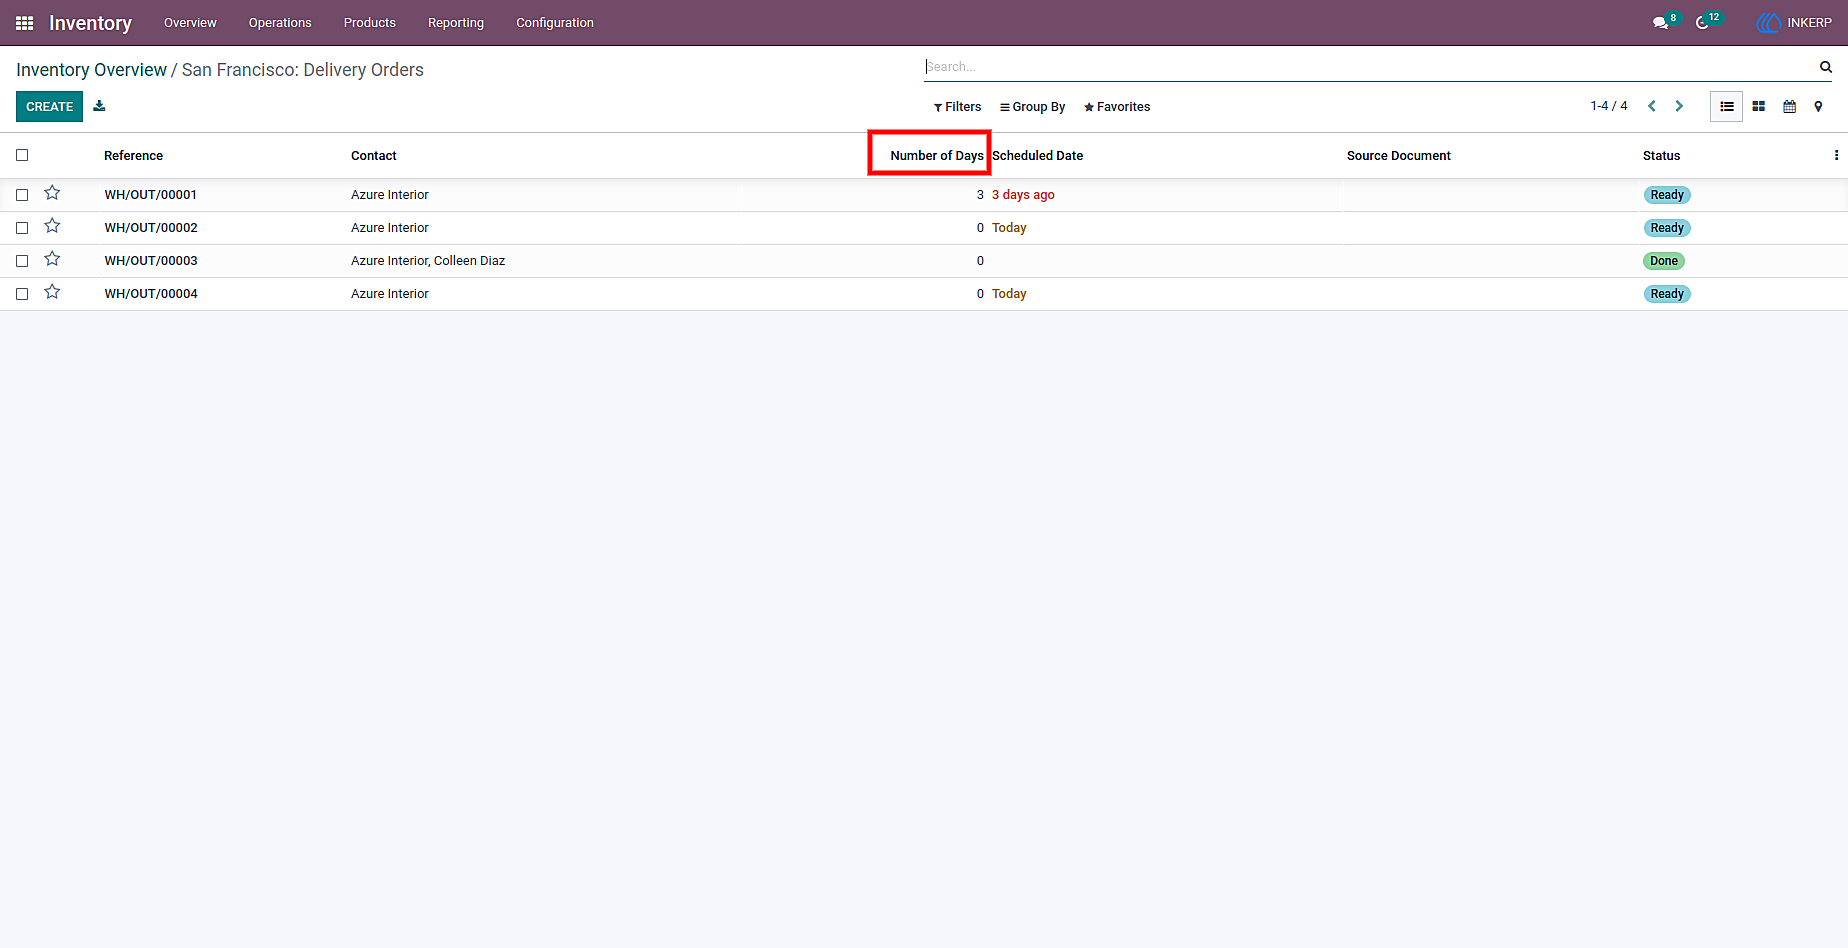 Inventory Overview Operations Products Reporting Configuration 8 12 INKERP
Inventory Overview / San Francisco: Delivery Orders
Search...
CREATE Filters Group By Favorites 1-4 / 4
Reference Contact Number of Days Scheduled Date Source Document Status
WH/OUT/00001 Azure Interior 3 3 days ago Ready
WH/OUT/00002 Azure Interior 0 Today Ready
WH/OUT/00003 Azure Interior, Colleen Diaz 0 Done
WH/OUT/00004 Azure Interior 0 Today Ready